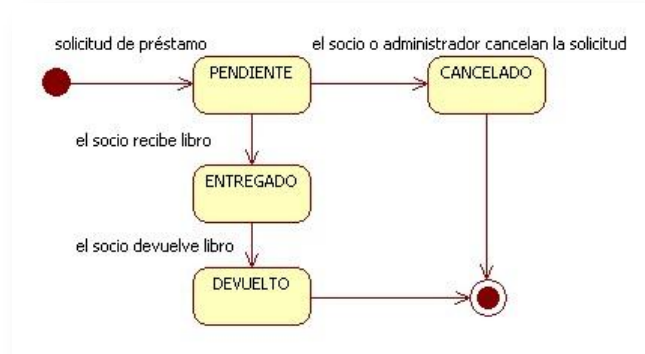 solicitud de préstamo
el socio o administrador cancelan la solicitud
PENDIENTE
CANCELADO
el socio recibe libro
ENTREGADO
el socio devuelve libro
DEVUELTO